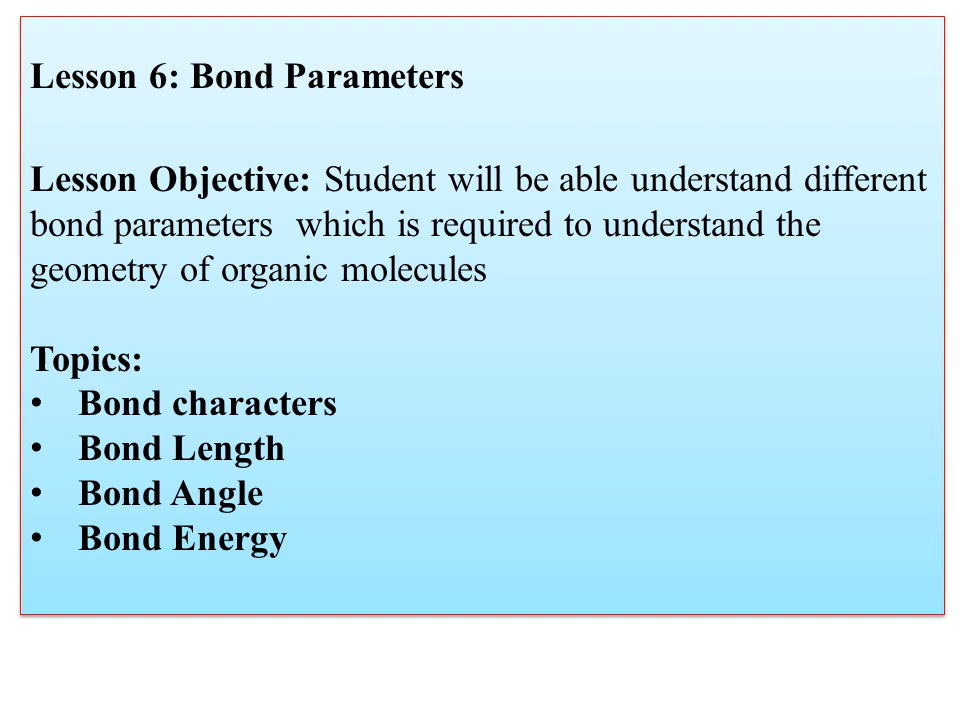 Lesson 6: Bond Parameters
Lesson Objective: Student will be able understand different
bond parameters  which is required to understand the
geometry of organic molecules
Topics:
• Bond characters
• Bond Length
• Bond Angle
• Bond Energy